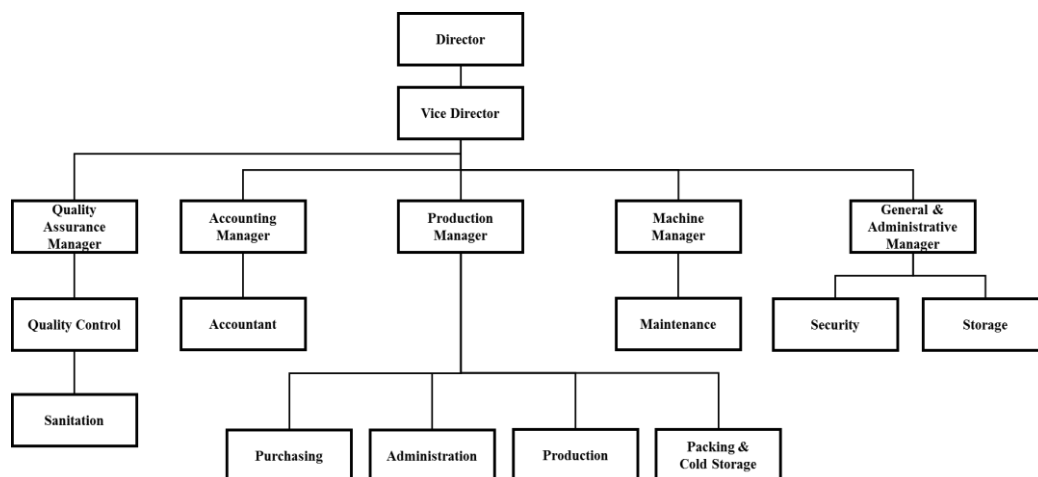 Director
Vice Director
Quality
Assurance
Manager
Accounting
Manager
Production
Manager
Machine
Manager
General &
Administrative
Manager
Quality Control
Accountant
Maintenance
Security
Storage
Sanitation
Purchasing
Administration
Production
Packing &
Cold Storage